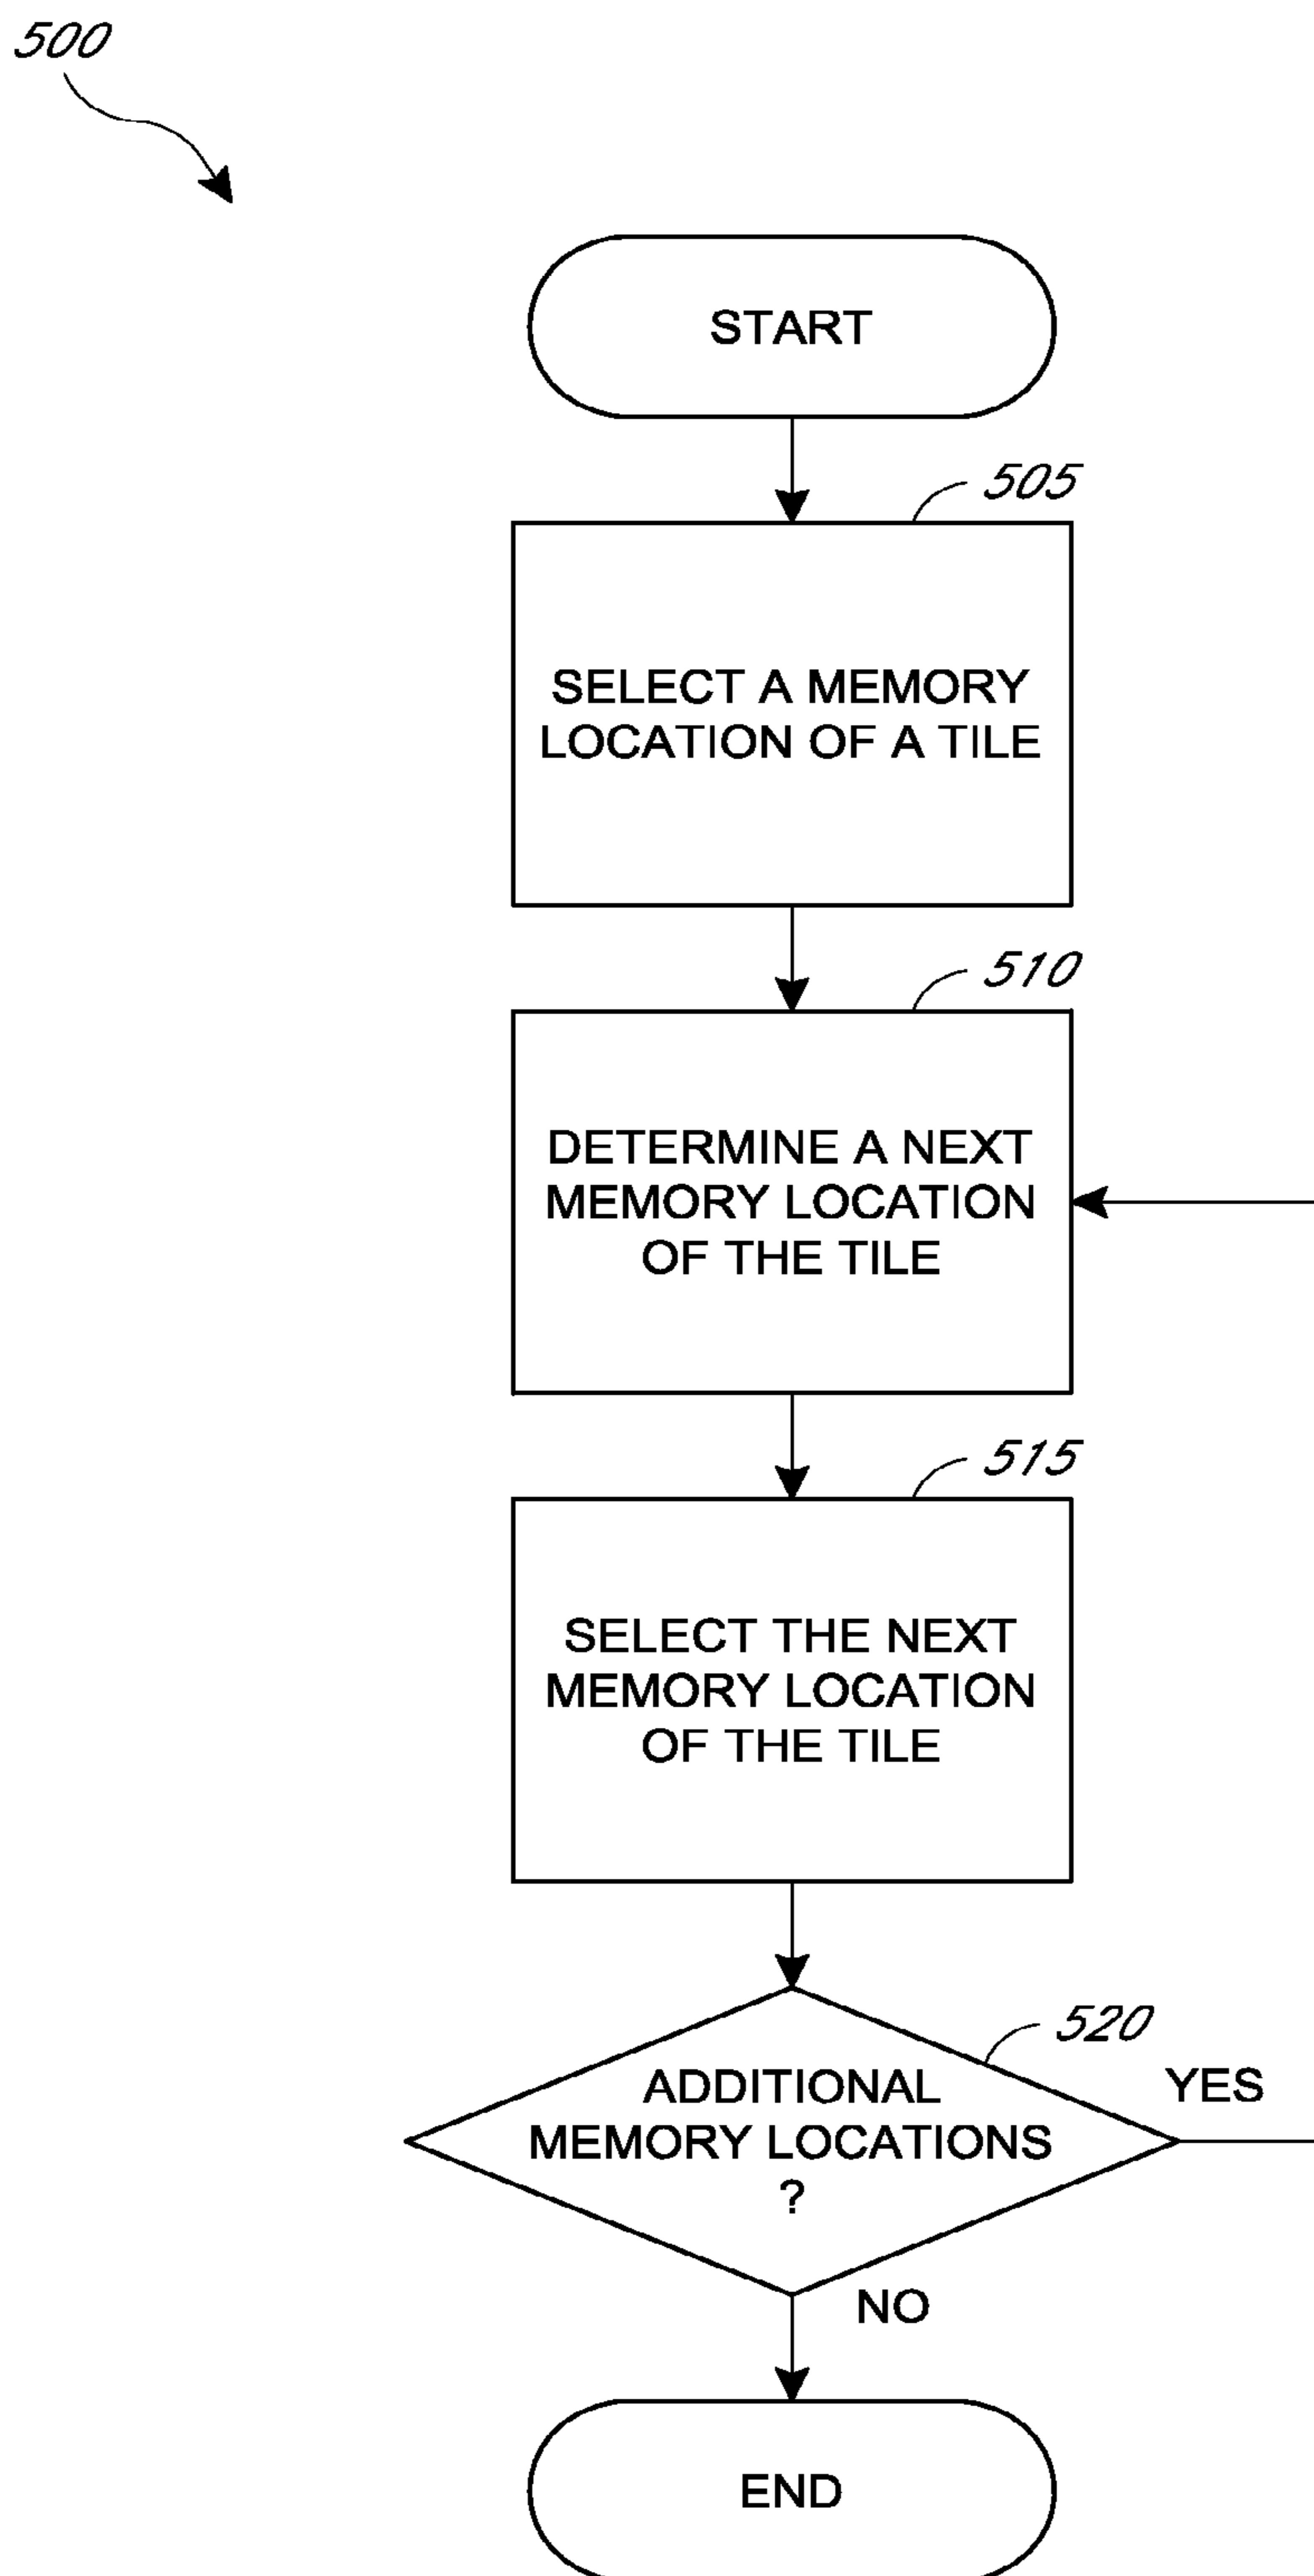 500
START
505
SELECT A MEMORY
LOCATION OF A TILE
510
DETERMINE A NEXT
MEMORY LOCATION
OF THE TILE
515
SELECT THE NEXT
MEMORY LOCATION
OF THE TILE
520
YES
ADDITIONAL
MEMORY LOCATIONS
?
NO
END